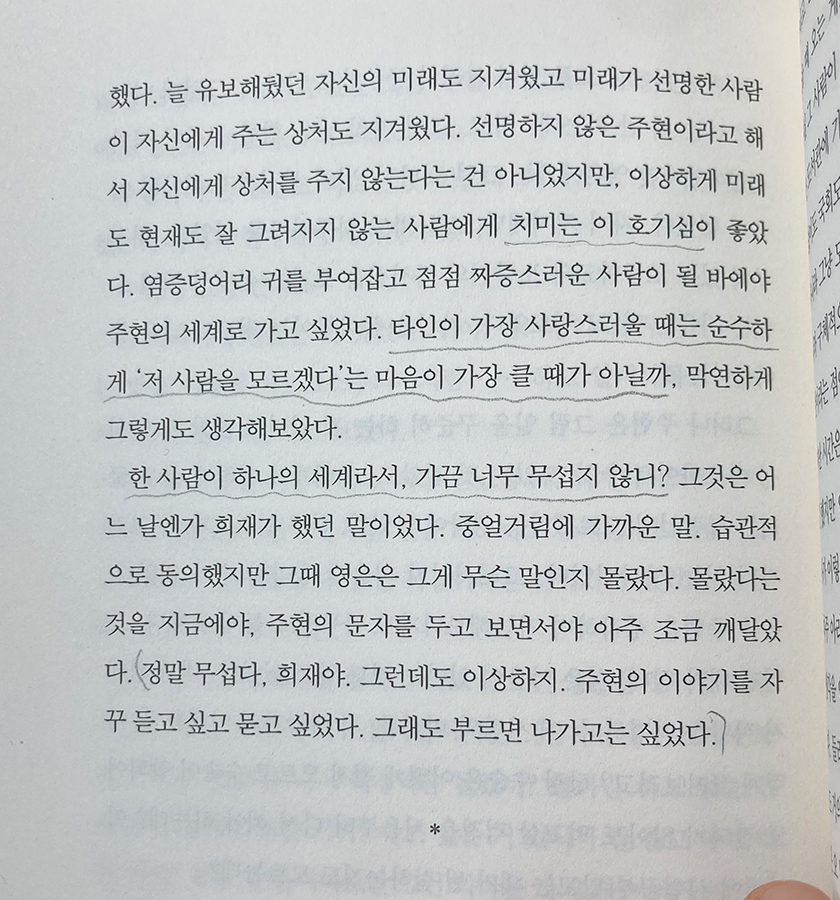 했다. 늘 유보해뒀던 자신의 미래도 지겨웠고 미래가 선명한 사람
이 자신에게 주는 상처도 지겨웠다. 선명하지 않은 주현이라고 해
서 자신에게 상처를 주지 않는다는 건 아니었지만, 이상하게 미래
도 현재도 잘 그려지지 않는 사람에게 치미는 이 호기심이 좋았
다. 염증덩어리 귀를 부여잡고 점점 짜증스러운 사람이 될 바에야
주현의 세계로 가고 싶었다. 타인이 가장 사랑스러울 때는 순수하
게 ‘저 사람을 모르겠다’는 마음이 가장 클 때가 아닐까, 막연하게
그렇게도 생각해보았다.
한 사람이 하나의 세계라서, 가끔 너무 무섭지 않니? 그것은 어
느 날엔가 희재가 했던 말이었다. 중얼거림에 가까운 말. 습관적
으로 동의했지만 그때 영은은 그게 무슨 말인지 몰랐다. 몰랐다는
것을 지금에야, 주현의 문자를 두고 보면서야 아주 조금 깨달았
다. 정말 무섭다, 희재야. 그런데도 이상하지. 주현의 이야기를 자
꾸 듣고 싶고 묻고 싶었다. 그래도 부르면 나가고는 싶었다.
*